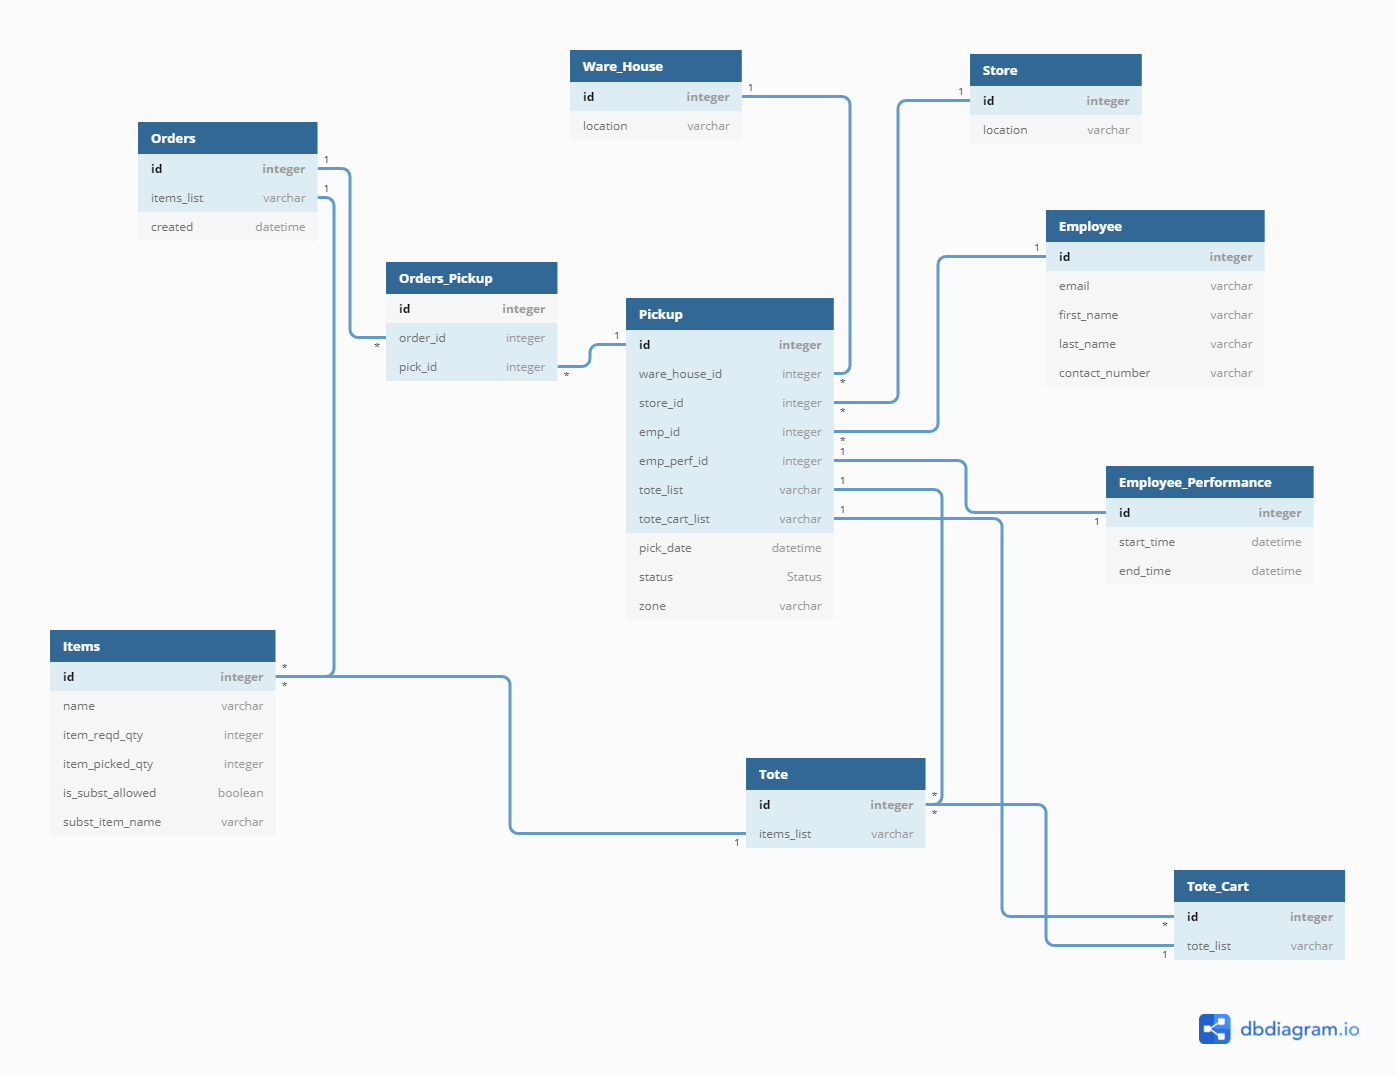 Ware_House
id integer
location varchar
Store
id integer
location varchar
Orders
id integer
items_list varchar
created datetime
Employee
id integer
email varchar
first_name varchar
last_name varchar
contact_number varchar
Orders_Pickup
id integer
order_id integer
pick_id integer
Pickup
id integer
ware_house_id integer
store_id integer
emp_id integer
emp_perf_id integer
tote_list varchar
tote_cart_list varchar
pick_date datetime
status Status
zone varchar
Employee_Performance
id integer
start_time datetime
end_time datetime
Items
id integer
name varchar
item_reqd_qty integer
item_picked_qty integer
is_subst_allowed boolean
subst_item_name varchar
Tote
id integer
items_list varchar
Tote_Cart
id integer
tote_list varchar
1
1
1
1
1
*
1
*
*
*
*
1
1
1
1
*
*
1
*
*
*
1
dbdiagram.io